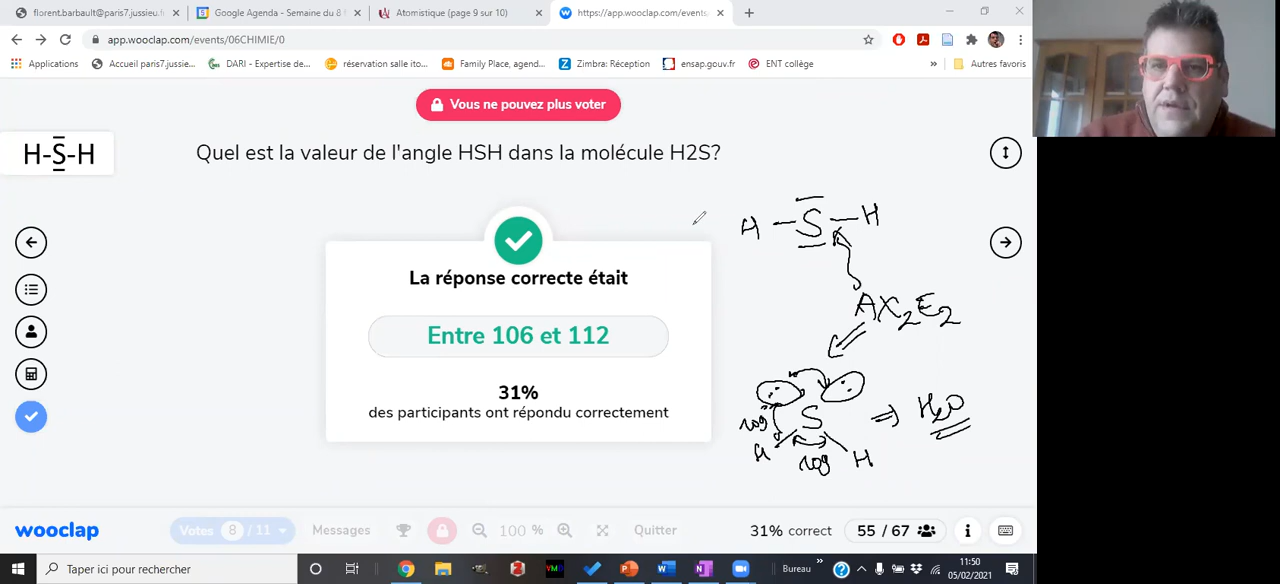 florent.barbault@paris7.jussieu.f
Google Agenda - Semaine du 8
Atomistique (page 9 sur 10)
https://app.wooclap.com/events
app.wooclap.com/events/06CHIMIE/0
Applications
Accueil paris7.jussie...
DARI - Expertise de...
réservation salle ito...
Family Place, agend...
Zimbra: Réception
ensap.gouv.fr
ENT collège
»
Autres favoris
Vous ne pouvez plus voter
H-S-H
Quel est la valeur de l'angle HSH dans la molécule H2S?
H - S - H
La réponse correcte était
AX2E2
Entre 106 et 112
31%
des participants ont répondu correctement
S ⇒ H2O
109
H 109 H
wooclap
Votes 8 / 11
Messages
100 %
Quitter
31% correct
55 / 67
Taper ici pour rechercher
Bureau »
11:50
05/02/2021